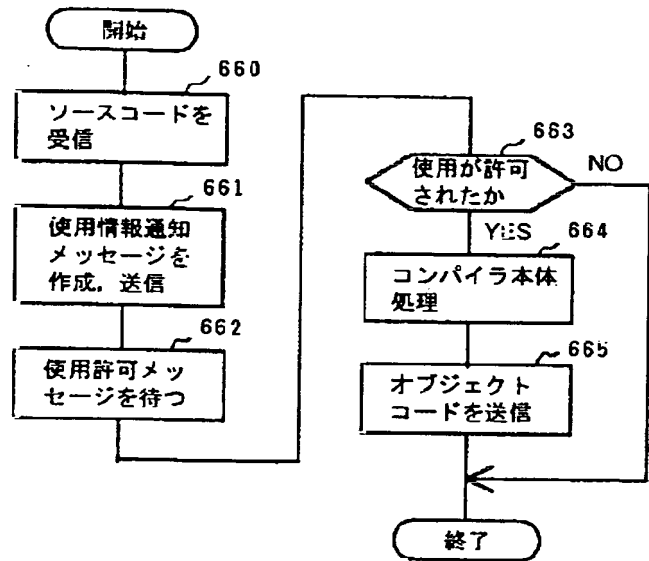 開始
660
ソースコードを
受信
661
使用情報通知
メッセージを
作成，送信
662
使用許可メッ
セージを待つ
663
使用が許可
されたか
NO
YES
664
コンパイラ本体
処理
665
オブジェクト
コードを送信
終了